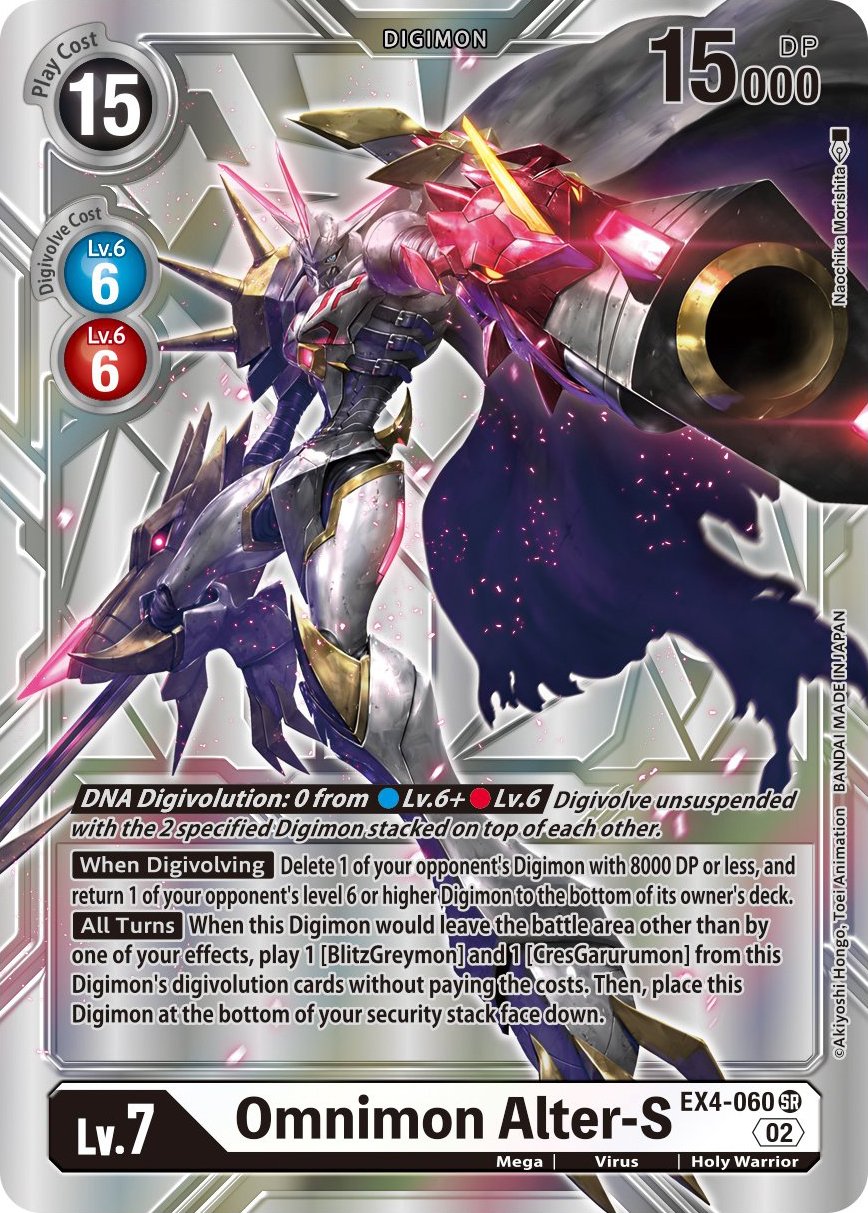 DIGIMON
Play Cost
15
15000
DP
Digivolve Cost
Lv.6
6
Lv.6
6
Naochika Morishita
DNA Digivolution: 0 from Lv.6+ Lv.6 Digivolve unsuspended
with the 2 specified Digimon stacked on top of each other.
When Digivolving Delete 1 of your opponent's Digimon with 8000 DP or less, and
return 1 of your opponent's level 6 or higher Digimon to the bottom of its owner's deck.
All Turns When this Digimon would leave the battle area other than by
one of your effects, play 1 [BlitzGreymon] and 1 [CresGarurumon] from this
Digimon's digivolution cards without paying the costs. Then, place this
Digimon at the bottom of your security stack face down.
©Akiyoshi Hongo, Toei Animation BANDAI MADE IN JAPAN
Lv.7
Omnimon Alter-S
EX4-060 SR
02
Mega | Virus | Holy Warrior